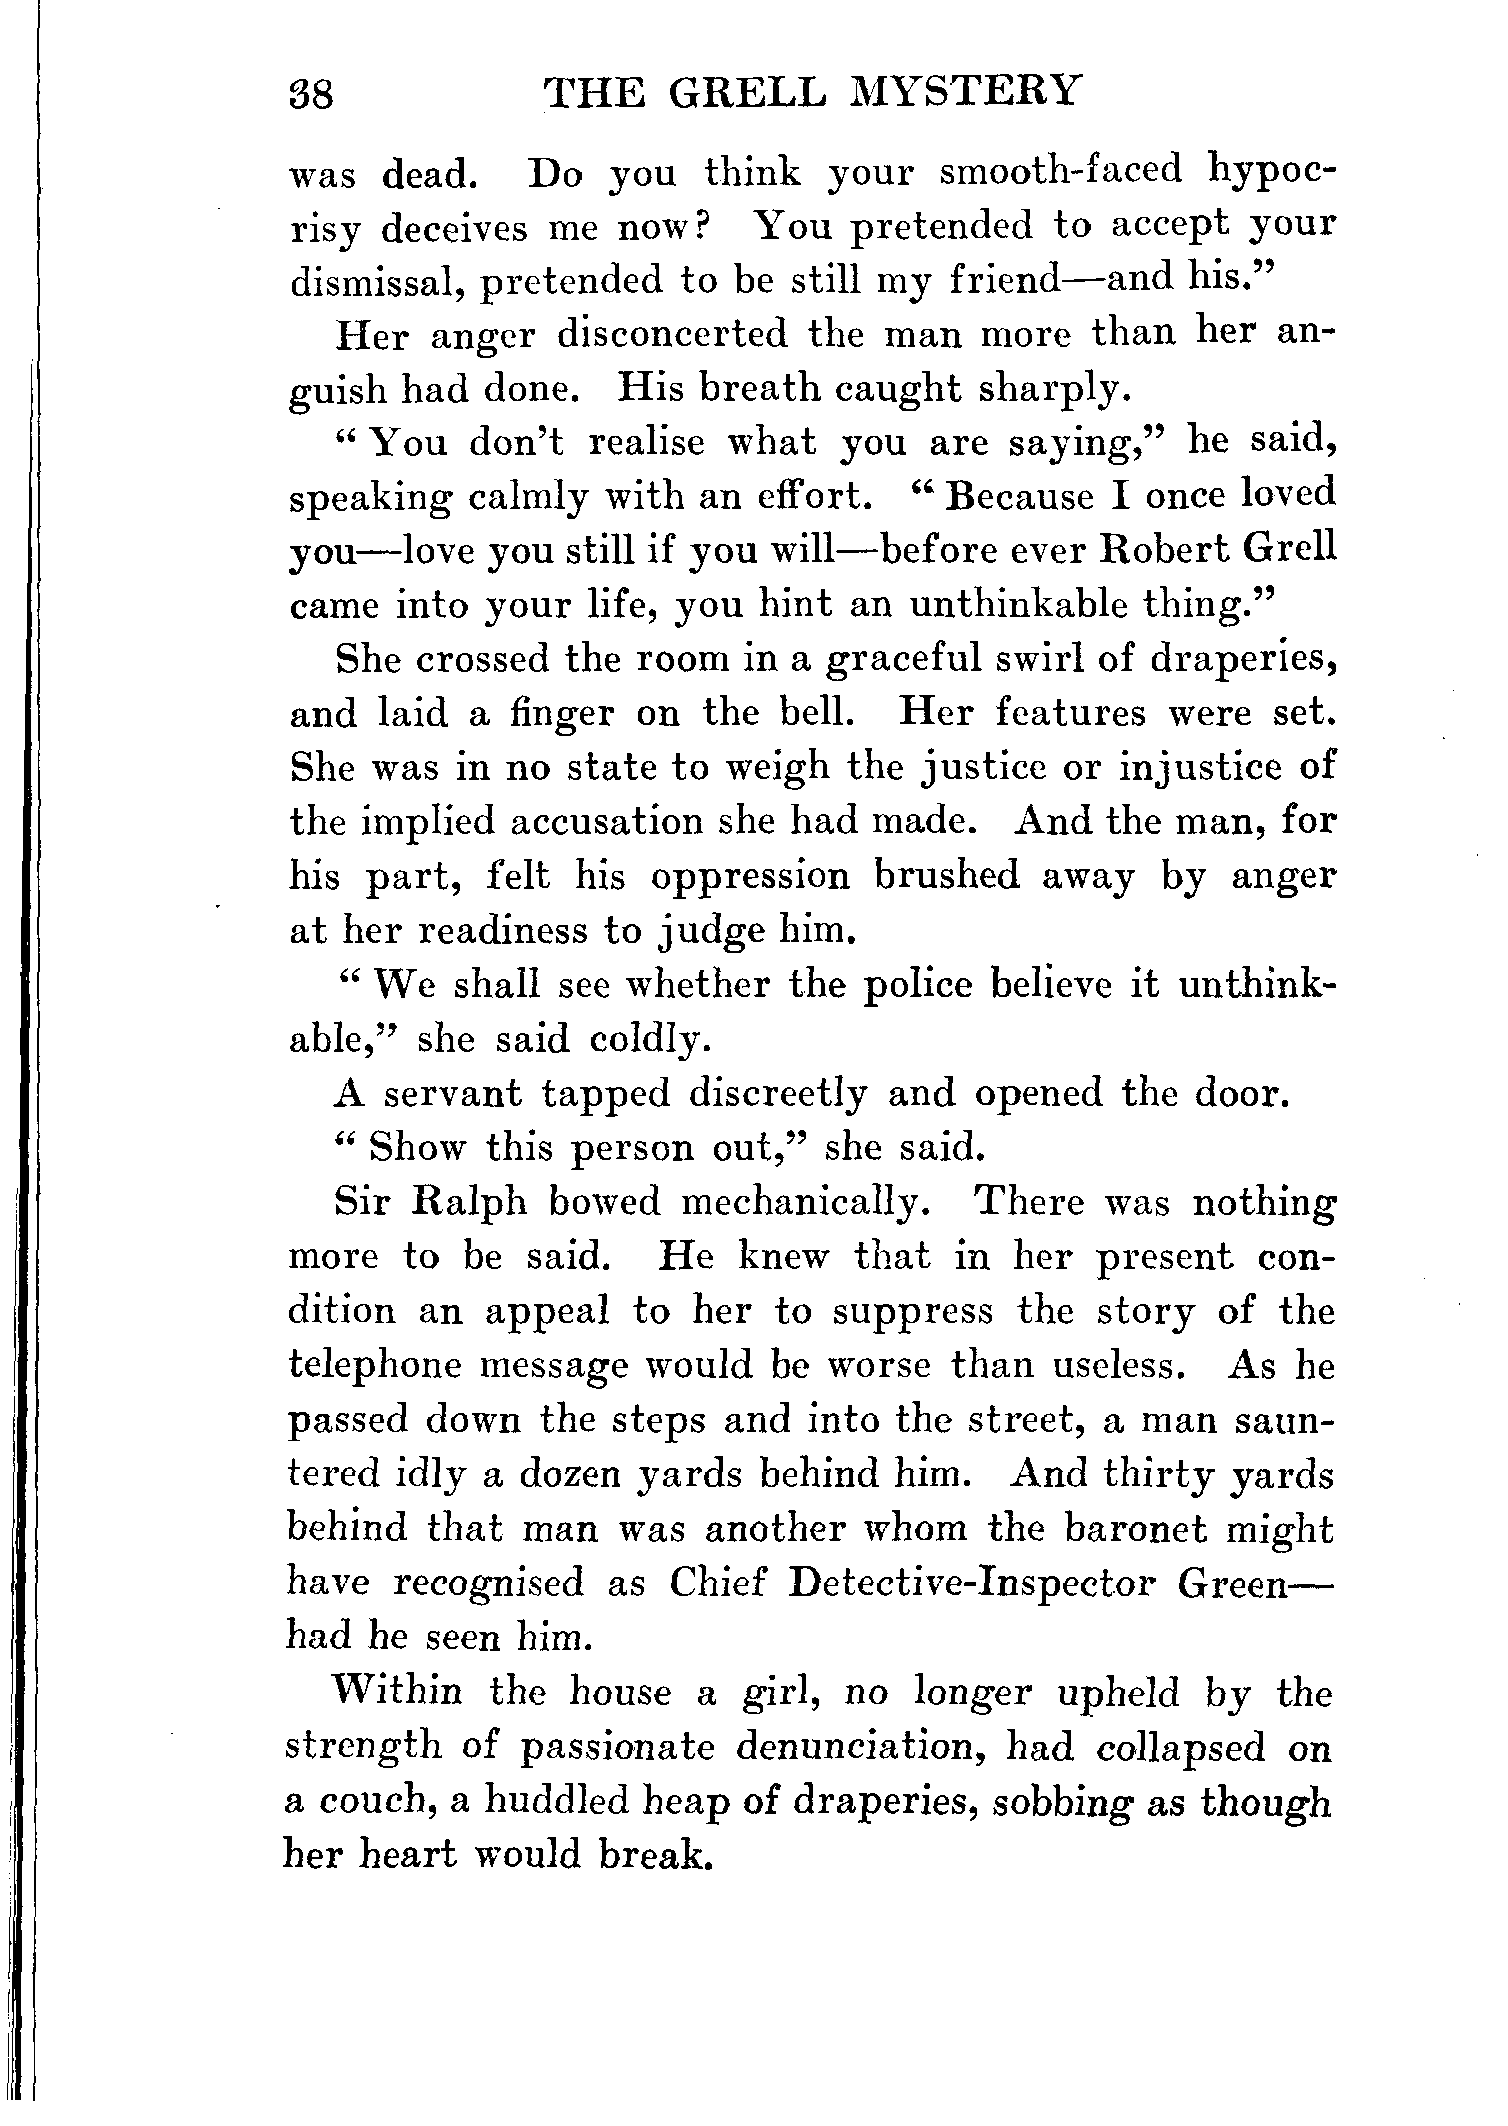 38 THE GRELL MYSTERY
was dead. Do you think your smooth-faced hypoc-
risy deceives me now? You pretended to accept your
dismissal, pretended to be still my friend—and his.”
Her anger disconcerted the man more than her an-
guish had done. His breath caught sharply.
“ You don’t realise what you are saying,” he said,
speaking calmly with an effort. “ Because I once loved
you—love you still if you will—before ever Robert Grell
came into your life, you hint an unthinkable thing.”
She crossed the room in a graceful swirl of draperies,
and laid a finger on the bell. Her features were set.
She was in no state to weigh the justice or injustice of
the implied accusation she had made. And the man, for
his part, felt his oppression brushed away by anger
at her readiness to judge him.
“ We shall see whether the police believe it unthink-
able,” she said coldly.
A servant tapped discreetly and opened the door.
“ Show this person out,” she said.
Sir Ralph bowed mechanically. There was nothing
more to be said. He knew that in her present con-
dition an appeal to her to suppress the story of the
telephone message would be worse than useless. As he
passed down the steps and into the street, a man saun-
tered idly a dozen yards behind him. And thirty yards
behind that man was another whom the baronet might
have recognised as Chief Detective-Inspector Green—
had he seen him.
Within the house a girl, no longer upheld by the
strength of passionate denunciation, had collapsed on
a couch, a huddled heap of draperies, sobbing as though
her heart would break.